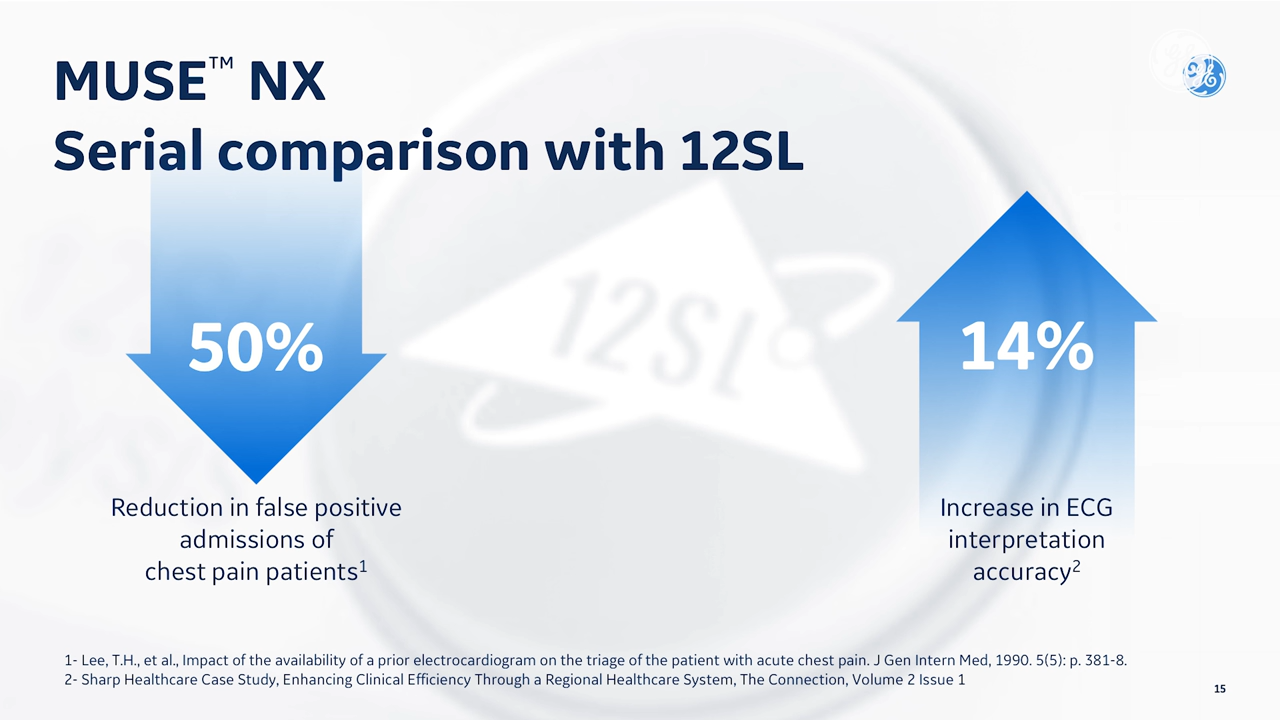 MUSE™ NX
Serial comparison with 12SL
12SL
50%
14%
Reduction in false positive
admissions of
chest pain patients¹
Increase in ECG
interpretation
accuracy²
1- Lee, T.H., et al., Impact of the availability of a prior electrocardiogram on the triage of the patient with acute chest pain. J Gen Intern Med, 1990. 5(5): p. 381-8.
2- Sharp Healthcare Case Study, Enhancing Clinical Efficiency Through a Regional Healthcare System, The Connection, Volume 2 Issue 1
15